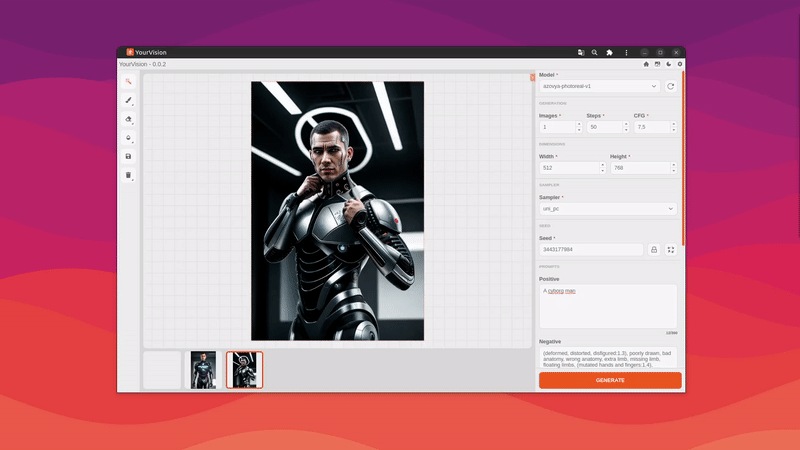 YourVision
YourVision - 0.0.2
Model *
azovya-photoreal-v1
GENERATION
Images * Steps * CFG *
1 50 7.5
DIMENSIONS
Width * Height *
512 768
SAMPLER
Sampler *
uni_pc
SEED
Seed *
3443177984
PROMPTS
Positive
A cyborg man
Negative
(deformed, distorted, disfigured:1.3), poorly drawn, bad
anatomy, wrong anatomy, extra limb, missing limb,
floating limbs, (mutated hands and fingers:1.4),
GENERATE